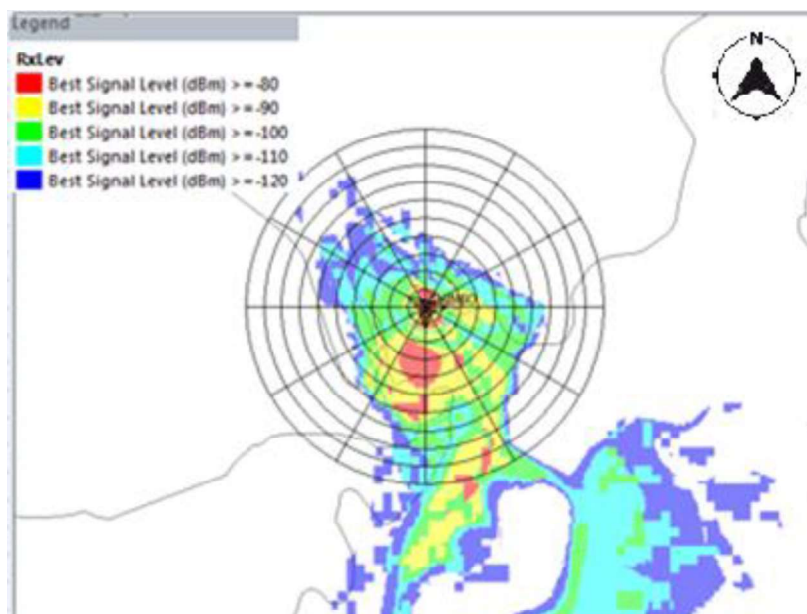 Legend
N
RxLev
Best Signal Level (dBm) >=-80
Best Signal Level (dBm) >=-90
Best Signal Level (dBm) >=-100
Best Signal Level (dBm) >=-110
Best Signal Level (dBm) >=-120